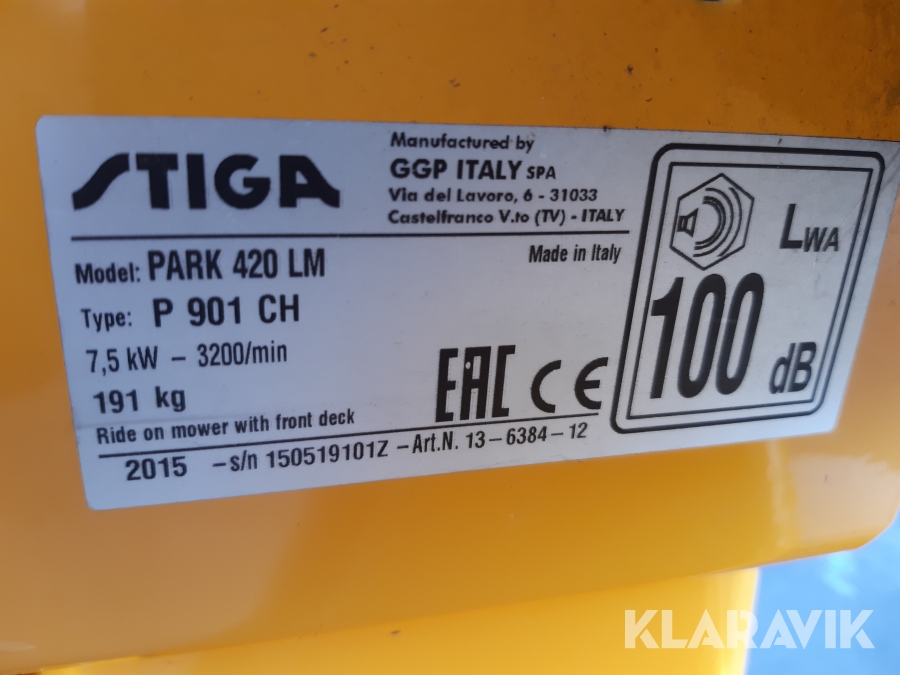 STIGA
Manufactured by
GGP ITALY SPA
Via del Lavoro, 6 - 31033
Castelfranco V.to (TV) - ITALY
Made in Italy
Model: PARK 420 LM
Type: P 901 CH
7,5 kW - 3200/min
191 kg
Ride on mower with front deck
EAC CE
2015 -s/n 150519101Z -Art.N. 13-6384-12
LWA
100 dB
KLARAVIK